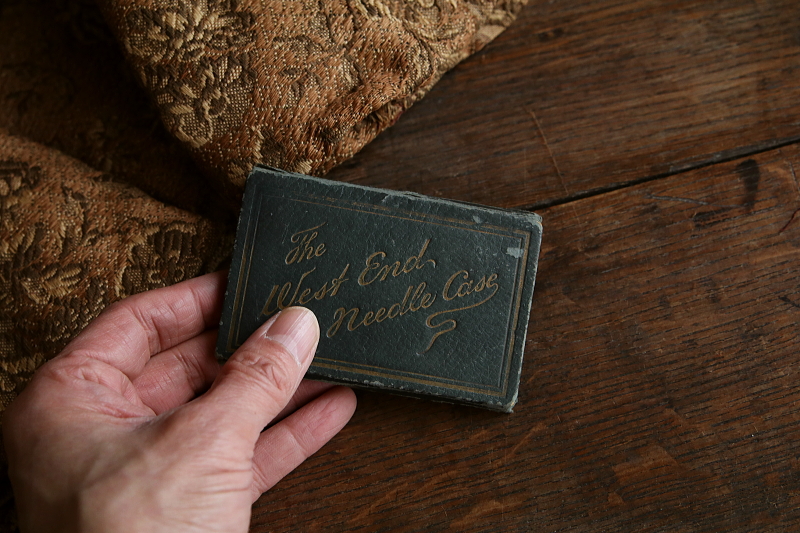 The
West End
Needle Case